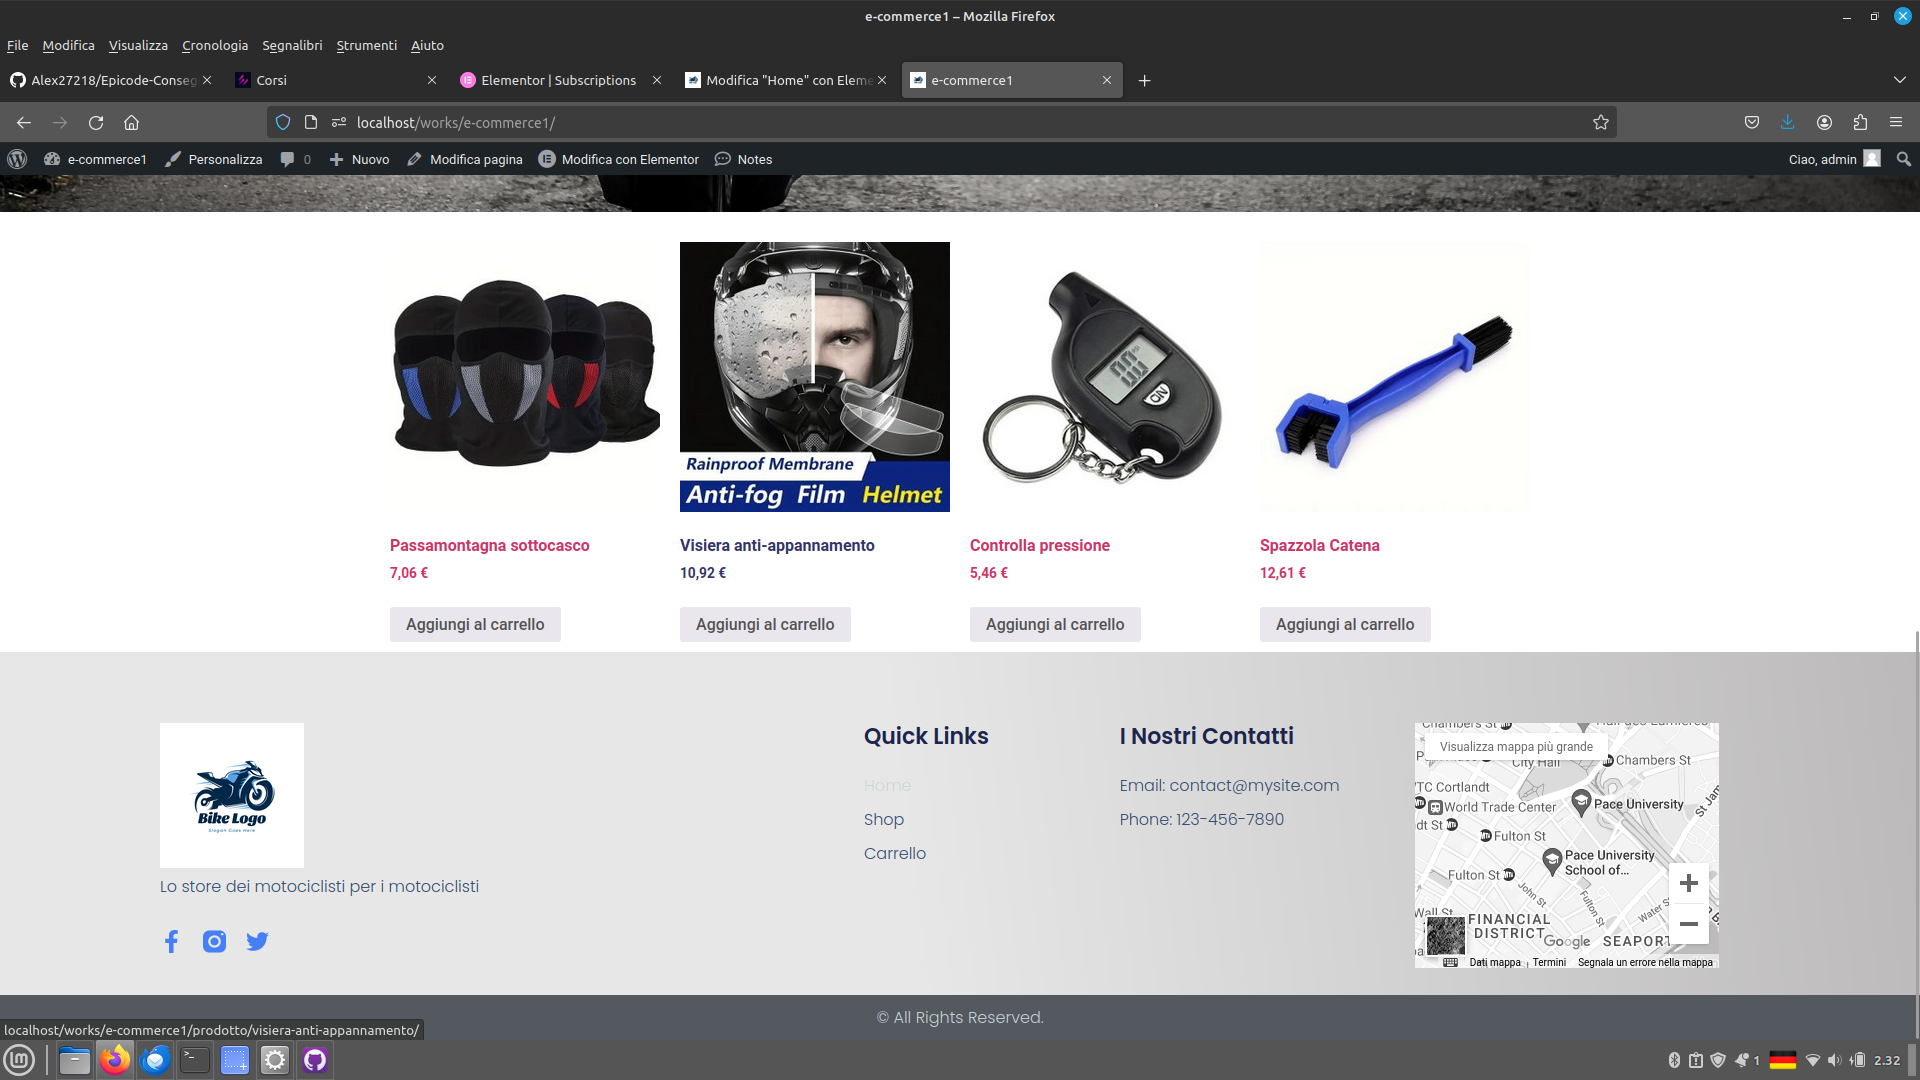 e-commerce1 – Mozilla Firefox
File Modifica Visualizza Cronologia Segnalibri Strumenti Aiuto
Alex27218/Epicode-Conseg
Corsi
Elementor | Subscriptions
Modifica "Home" con Eleme
e-commerce1
localhost/works/e-commerce1/
e-commerce1 Personalizza 0 Nuovo Modifica pagina Modifica con Elementor Notes Ciao, admin
Rainproof Membrane
Anti-fog Film Helmet
ON
Passamontagna sottocasco
7,06 €
Aggiungi al carrello
Visiera anti-appannamento
10,92 €
Aggiungi al carrello
Controlla pressione
5,46 €
Aggiungi al carrello
Spazzola Catena
12,61 €
Aggiungi al carrello
Bike Logo
Slogan Goes Here
Lo store dei motociclisti per i motociclisti
Quick Links
Home
Shop
Carrello
I Nostri Contatti
Email: contact@mysite.com
Phone: 123-456-7890
Chambers St
Visualizza mappa più grande
City Hall
Chambers St
TC Cortlandt
World Trade Center
Pace University
St Jam
dt St
Fulton St
Pace University
School of…
Fulton St
John St
Fulton St
Water S
Wall St
FINANCIAL
DISTRICT
Google
SEAPORT
Dati mappa Termini Segnala un errore nella mappa
© All Rights Reserved.
localhost/works/e-commerce1/prodotto/visiera-anti-appannamento/
1
2.32